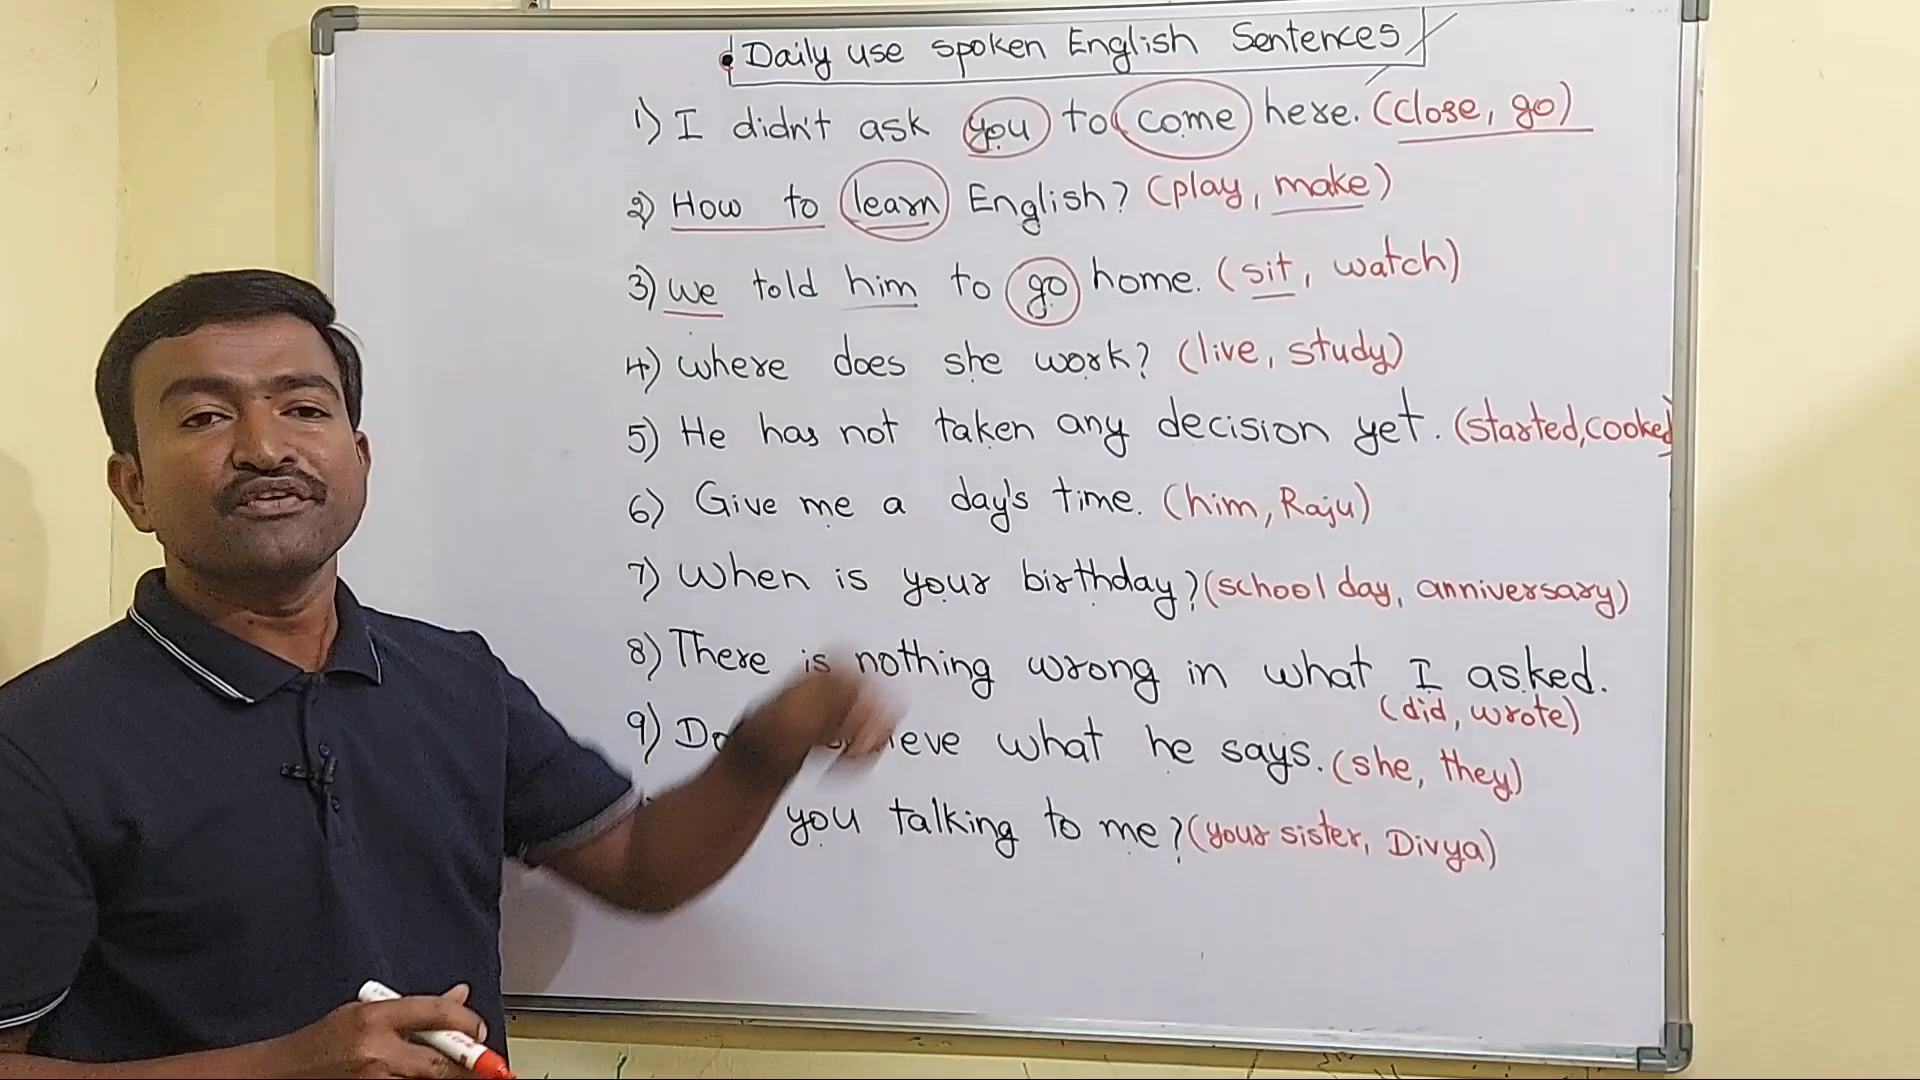 Daily use spoken English Sentences
1) I didn't ask you to come here. (close, go)
2) How to learn English? (play, make)
3) we told him to go home. (sit, watch)
4) where does she work? (live, study)
5) He has not taken any decision yet. (started, cooked)
6) Give me a day's time. (him, Raju)
7) When is your birthday? (school day, anniversary)
8) There is nothing wrong in what I asked.
(did, wrote)
9) what he says. (she, they)
you talking to me? (your sister, Divya)